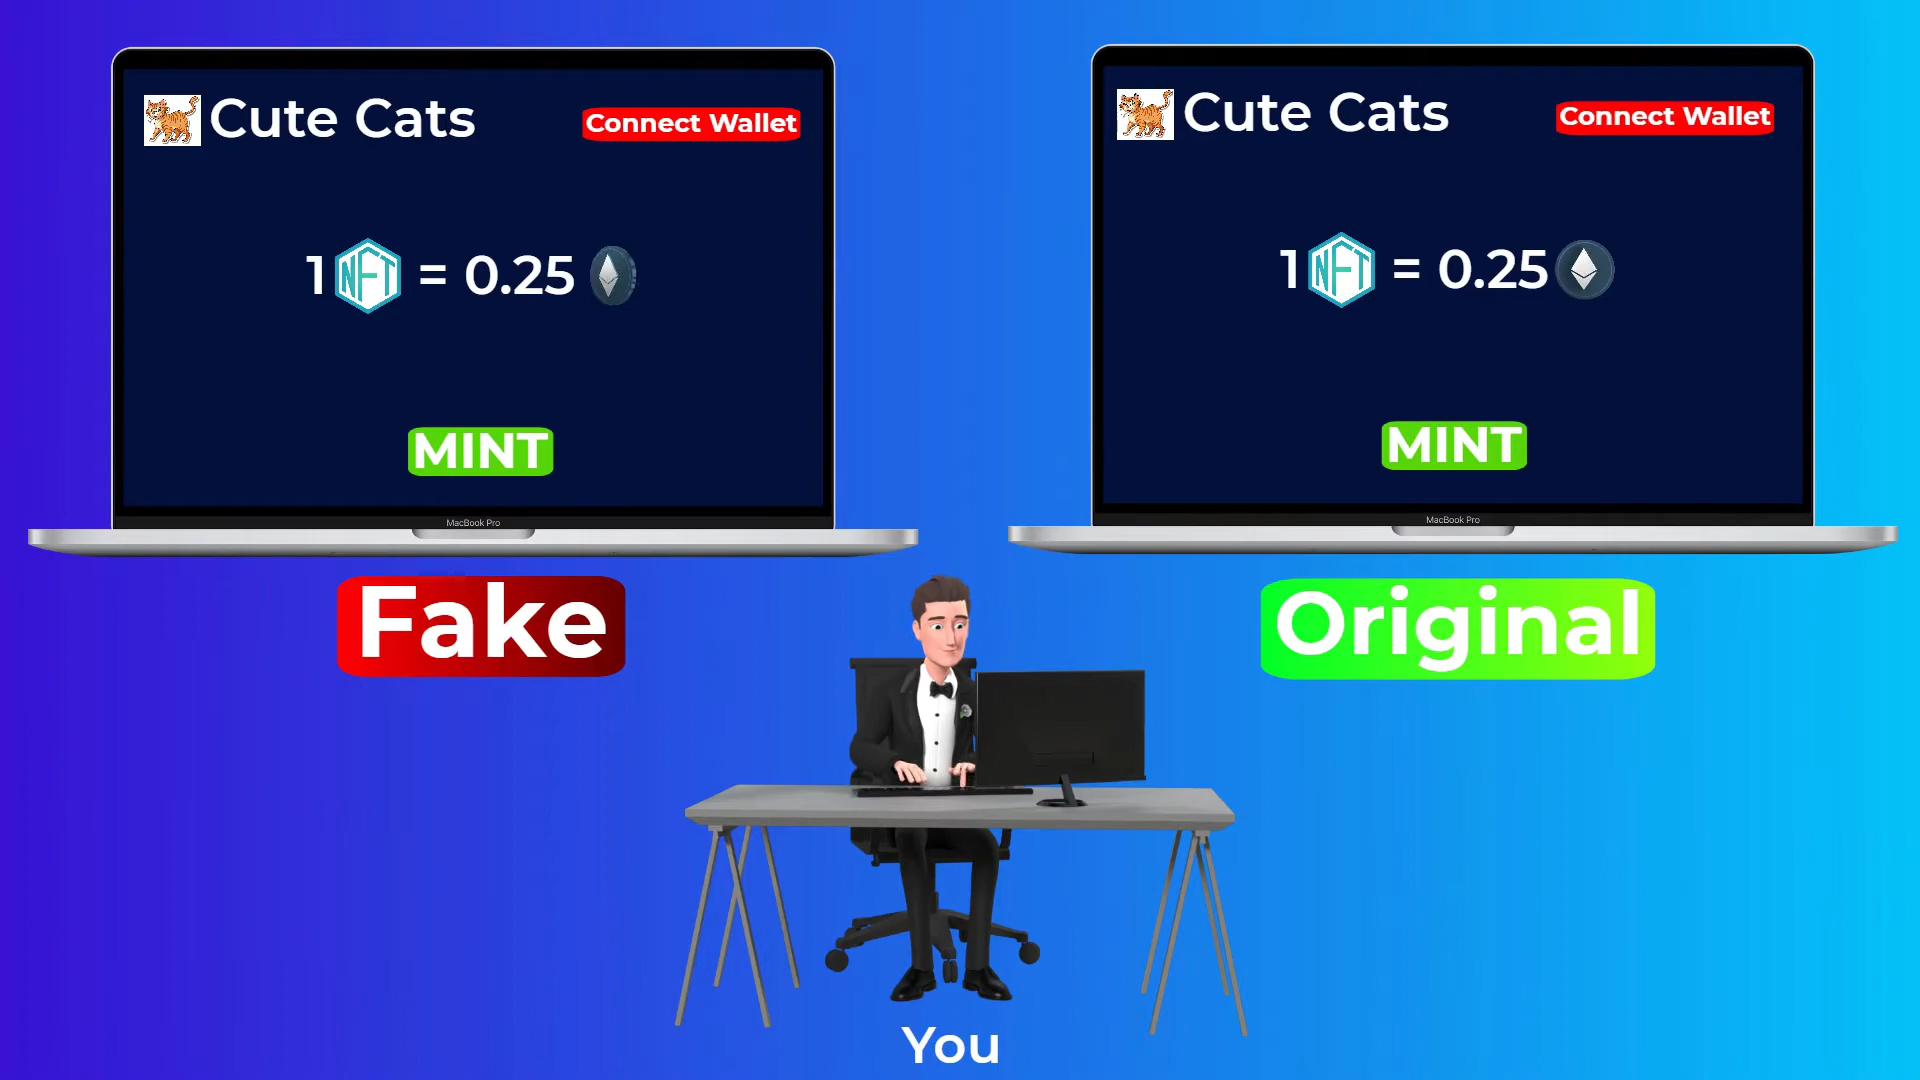 Cute Cats
Connect Wallet
1 NFT = 0.25
MINT
MacBook Pro
Fake
Cute Cats
Connect Wallet
1 NFT = 0.25
MINT
MacBook Pro
Original
You